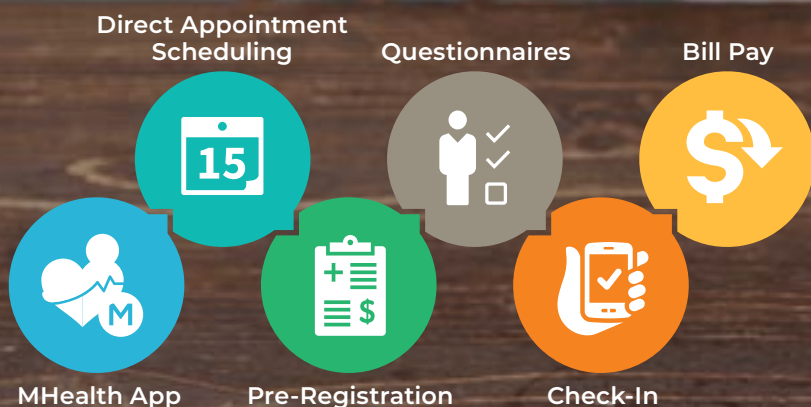 Direct Appointment
Scheduling
Questionnaires
Bill Pay
15
M
$
$
MHealth App
Pre-Registration
Check-In